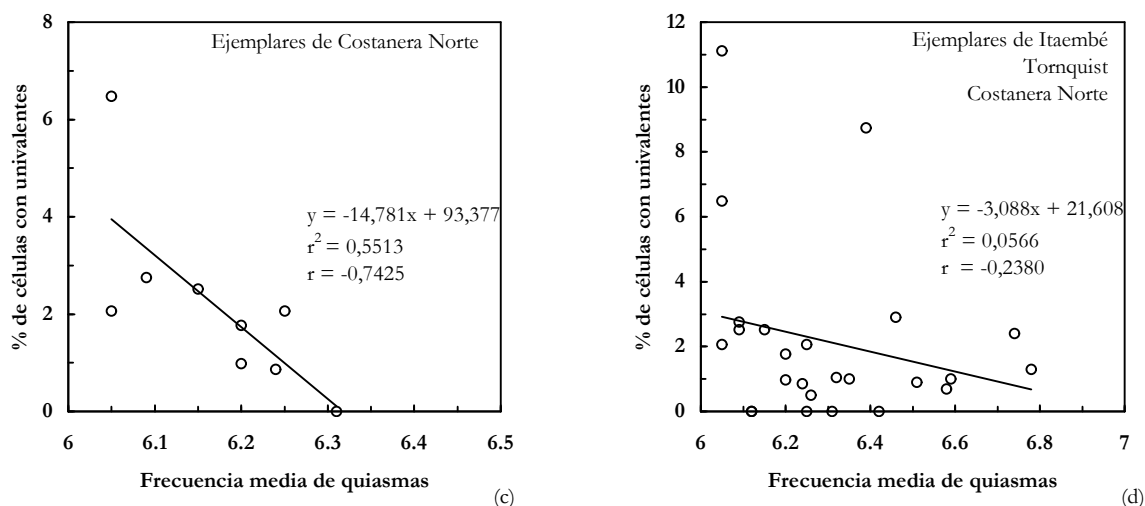 8
6
4
2
0
% de células con univalentes
Ejemplares de Costanera Norte
y = -14,781x + 93,377
r² = 0,5513
r = -0,7425
6 6.1 6.2 6.3 6.4 6.5
Frecuencia media de quiasmas
(c)
12
10
8
6
4
2
0
% de células con univalentes
Ejemplares de Itaembé
Tornquist
Costanera Norte
y = -3,088x + 21,608
r² = 0,0566
r -0,2380
6 6.2 6.4 6.6 6.8 7
Frecuencia media de quiasmas
(d)